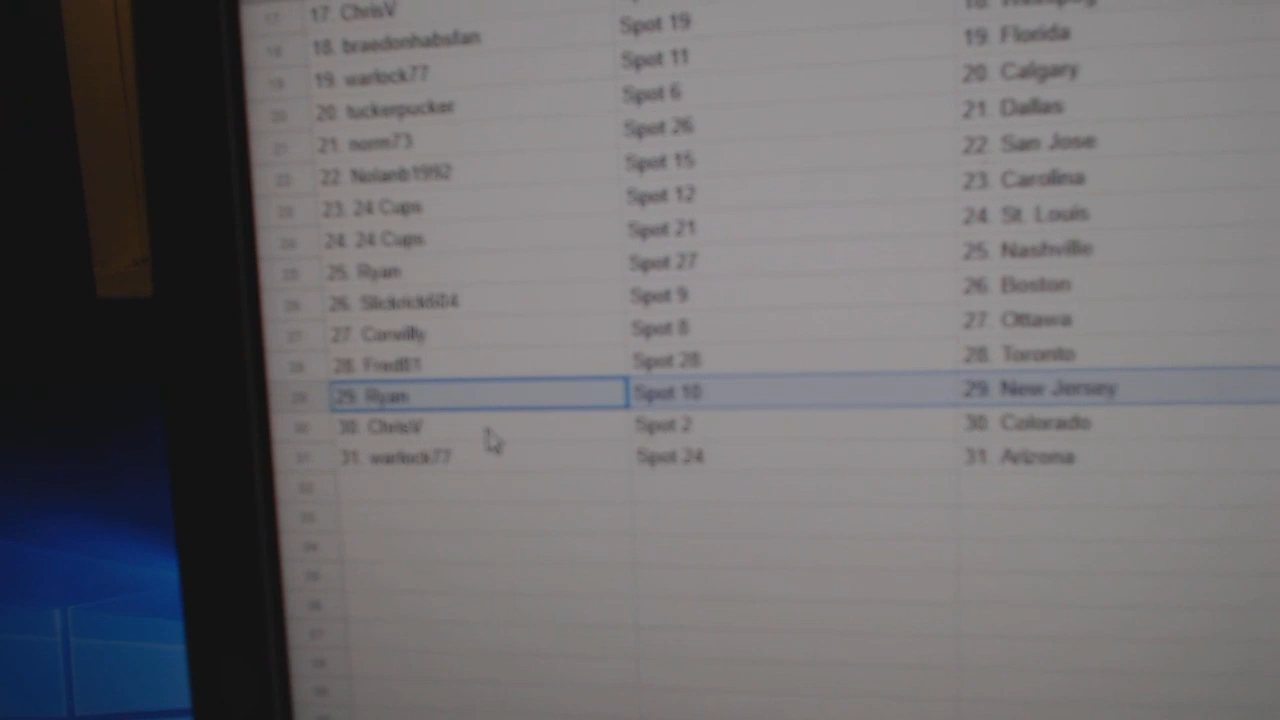 17. ChrisV
18. braedonhabsfan Spot 19
19. warlock77 Spot 11 19. Florida
20. tuckerpucker Spot 6 20. Calgary
21. norm73 Spot 26 21. Dallas
22. Nolanb1992 Spot 15 22. San Jose
23. 24 Cups Spot 12 23. Carolina
24. 24 Cups Spot 21 24. St. Louis
25. Ryan Spot 27 25. Nashville
26. Slickrick604 Spot 9 26. Boston
27. Corwilly Spot 8 27. Ottawa
28. Fred81 Spot 28 28. Toronto
29. Ryan Spot 10 29. New Jersey
30. ChrisV Spot 2 30. Colorado
31. warlock77 Spot 24 31. Arizona